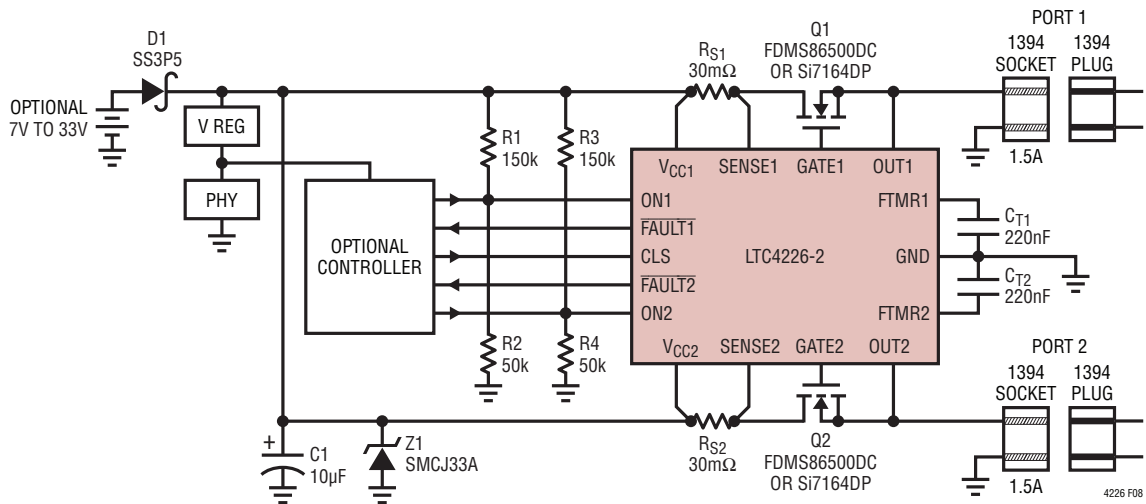 D1
SS3P5
OPTIONAL
7V TO 33V
V REG
PHY
OPTIONAL
CONTROLLER
R1
150k
R3
150k
R2
50k
R4
50k
RS1
30mΩ
Q1
FDMS86500DC
OR Si7164DP
PORT 1
1394
SOCKET
1394
PLUG
1.5A
VCC1
SENSE1
GATE1
OUT1
ON1
FAULT1
CLS
FAULT2
ON2
LTC4226-2
FTMR1
GND
FTMR2
VCC2
SENSE2
GATE2
OUT2
CT1
220nF
CT2
220nF
PORT 2
1394
SOCKET
1394
PLUG
1.5A
+
C1
10µF
Z1
SMCJ33A
RS2
30mΩ
Q2
FDMS86500DC
OR Si7164DP
4226 F08